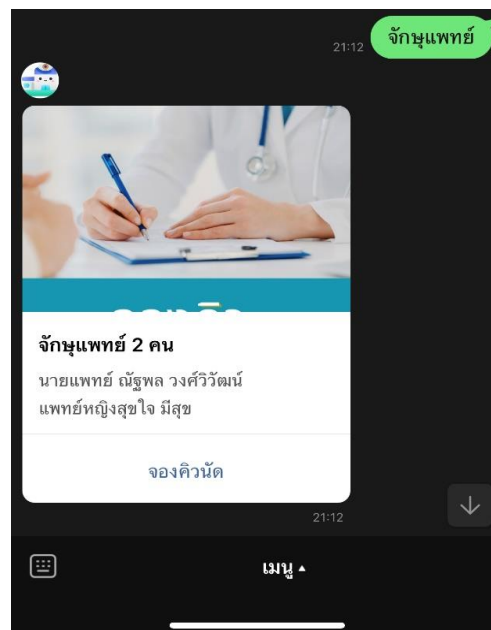 จักษุแพทย์
21:12
จักษุแพทย์ 2 คน
นายแพทย์ ณัฐพล วงศ์วิวัฒน์
แพทย์หญิงสุขใจ มีสุข
จองคิวนัด
21:12
เมนู